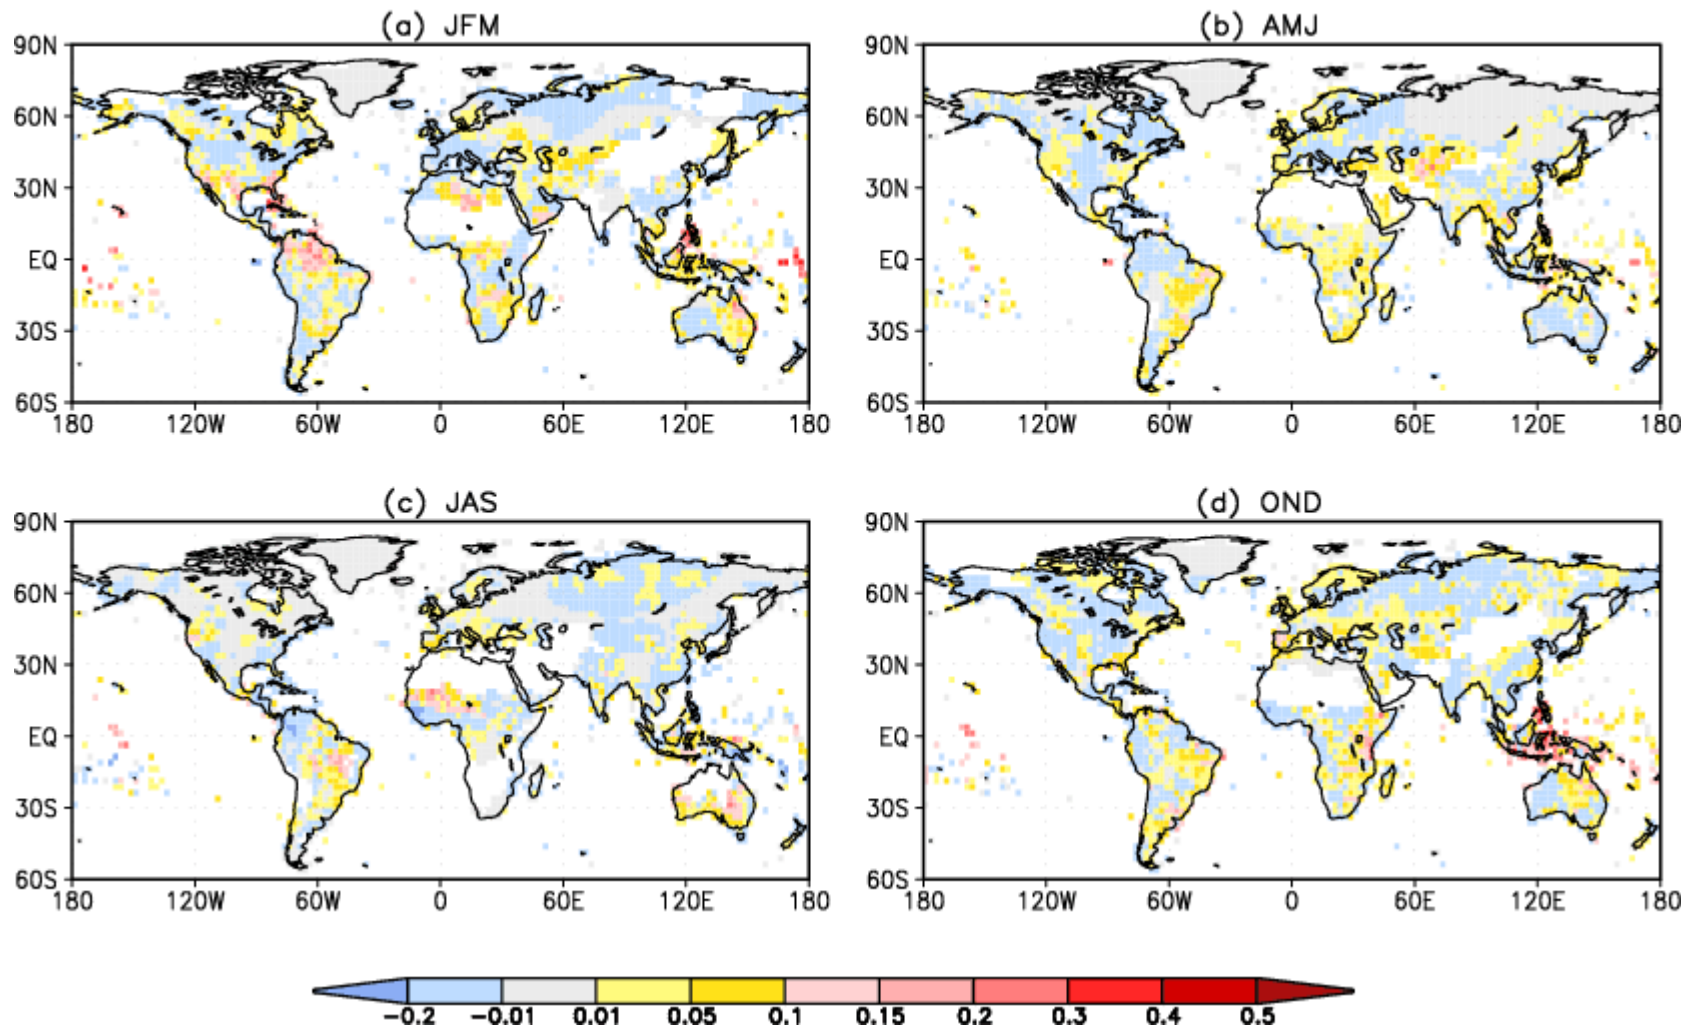 (a) JFM
(b) AMJ
90N
60N
30N
EQ
30S
60S
180 120W 60W 0 60E 120E 180
90N
60N
30N
EQ
30S
60S
180 120W 60W 0 60E 120E 180
(c) JAS
(d) OND
90N
60N
30N
EQ
30S
60S
180 120W 60W 0 60E 120E 180
90N
60N
30N
EQ
30S
60S
180 120W 60W 0 60E 120E 180
-0.2 -0.01 0.01 0.05 0.1 0.15 0.2 0.3 0.4 0.5